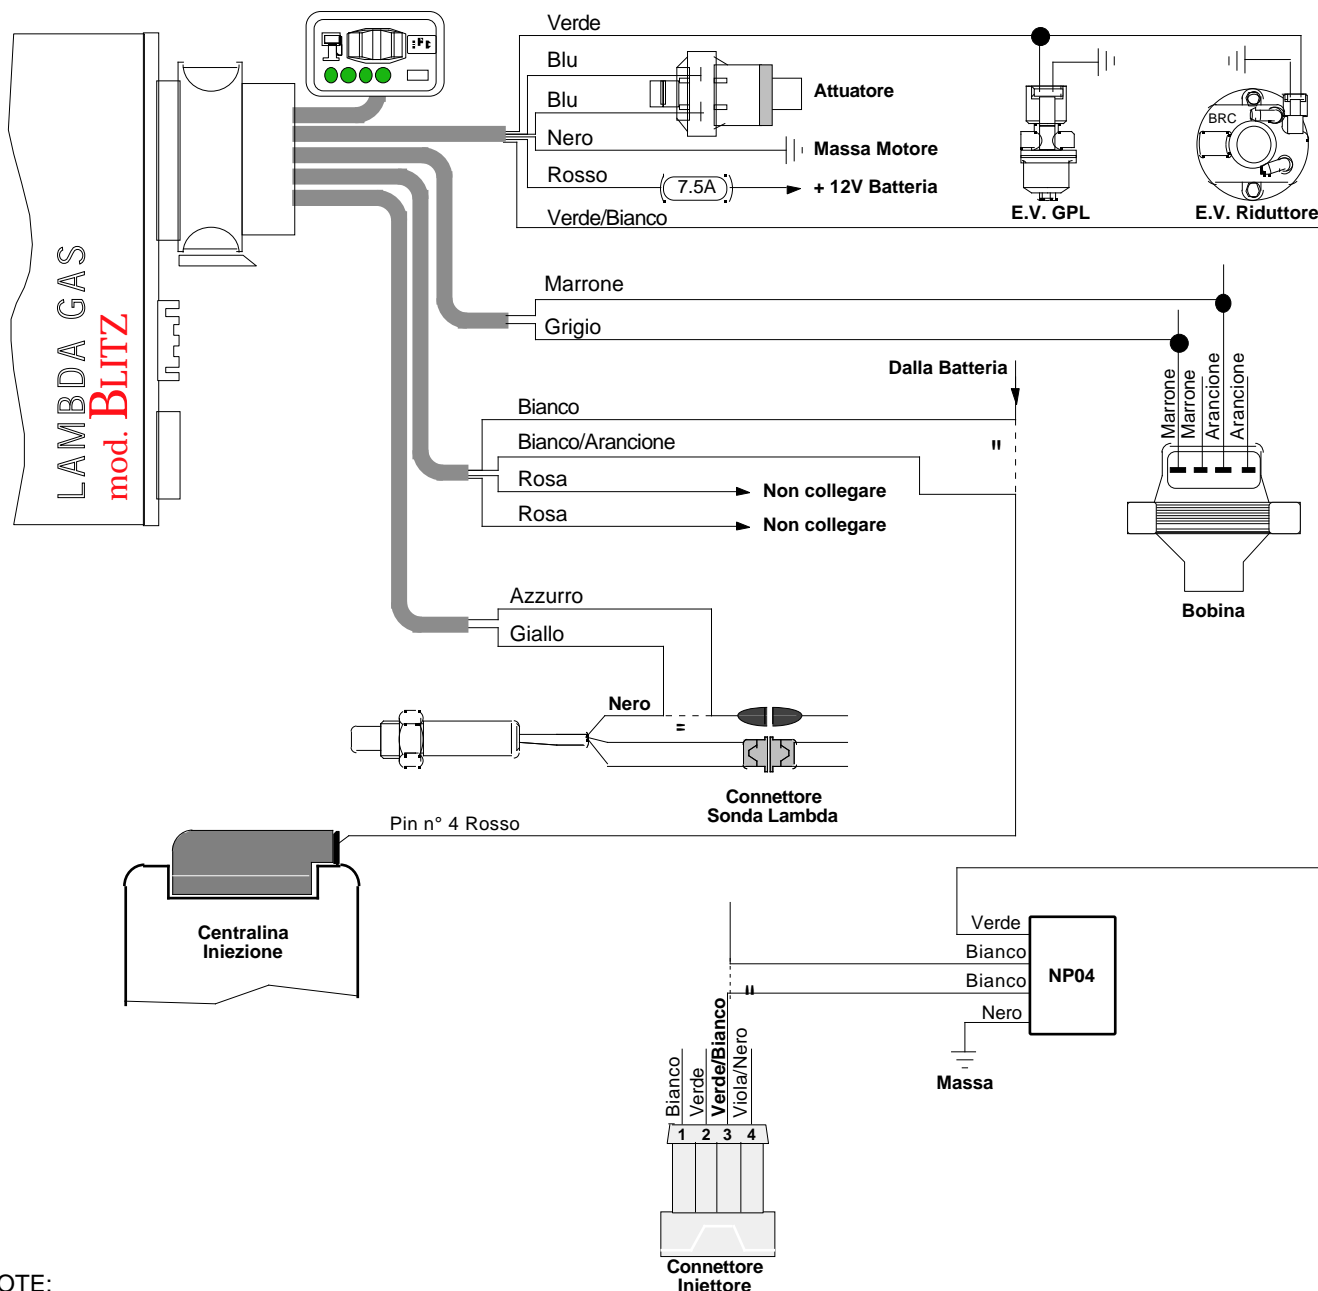 Verde
Blu
Blu
Nero
Rosso
Verde/Bianco
Attuatore
Massa Motore
7.5A
+ 12V Batteria
E.V. GPL
BRC
E.V. Riduttore
LAMBDA GAS
mod. BLITZ
Marrone
Grigio
Dalla Batteria
Marrone
Marrone
Arancione
Arancione
Bobina
Bianco
Bianco/Arancione
"
Rosa
Non collegare
Rosa
Non collegare
Azzurro
Giallo
Nero
"
Connettore
Sonda Lambda
Pin n° 4 Rosso
Centralina
Iniezione
Verde
Bianco
Bianco
Nero
NP04
Massa
"
Bianco
Verde
Verde/Bianco
Viola/Nero
1 2 3 4
Connettore
Iniettore
OTE: